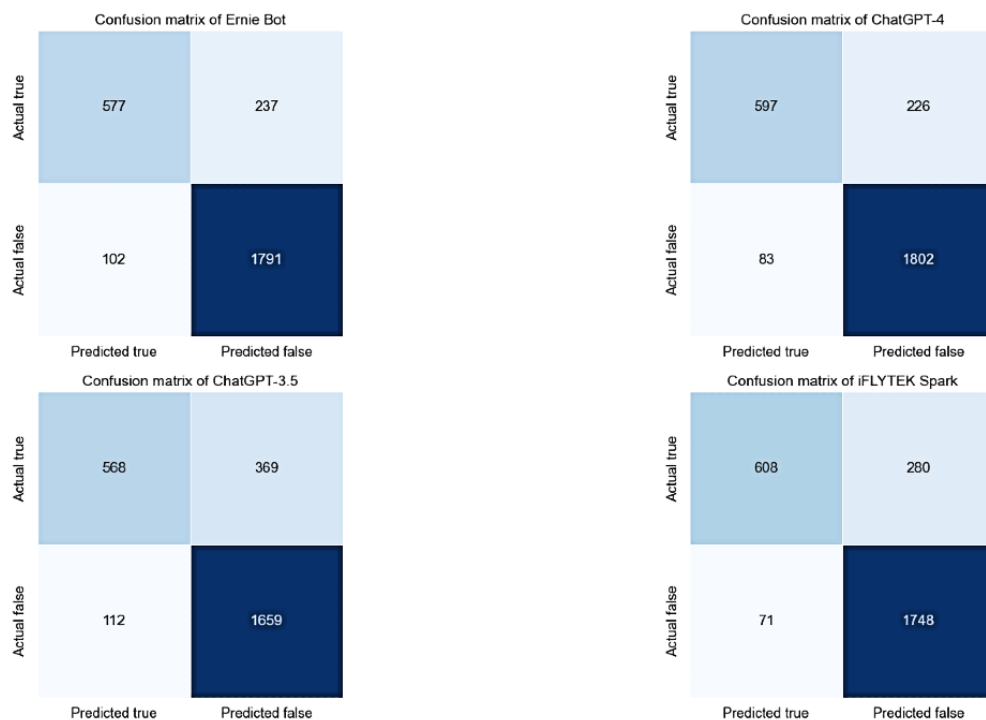 Confusion matrix of Ernie Bot
Actual true
577
237
Actual false
102
1791
Predicted true
Predicted false
Confusion matrix of ChatGPT-4
Actual true
597
226
Actual false
83
1802
Predicted true
Predicted false
Confusion matrix of ChatGPT-3.5
Actual true
568
369
Actual false
112
1659
Predicted true
Predicted false
Confusion matrix of iFLYTEK Spark
Actual true
608
280
Actual false
71
1748
Predicted true
Predicted false